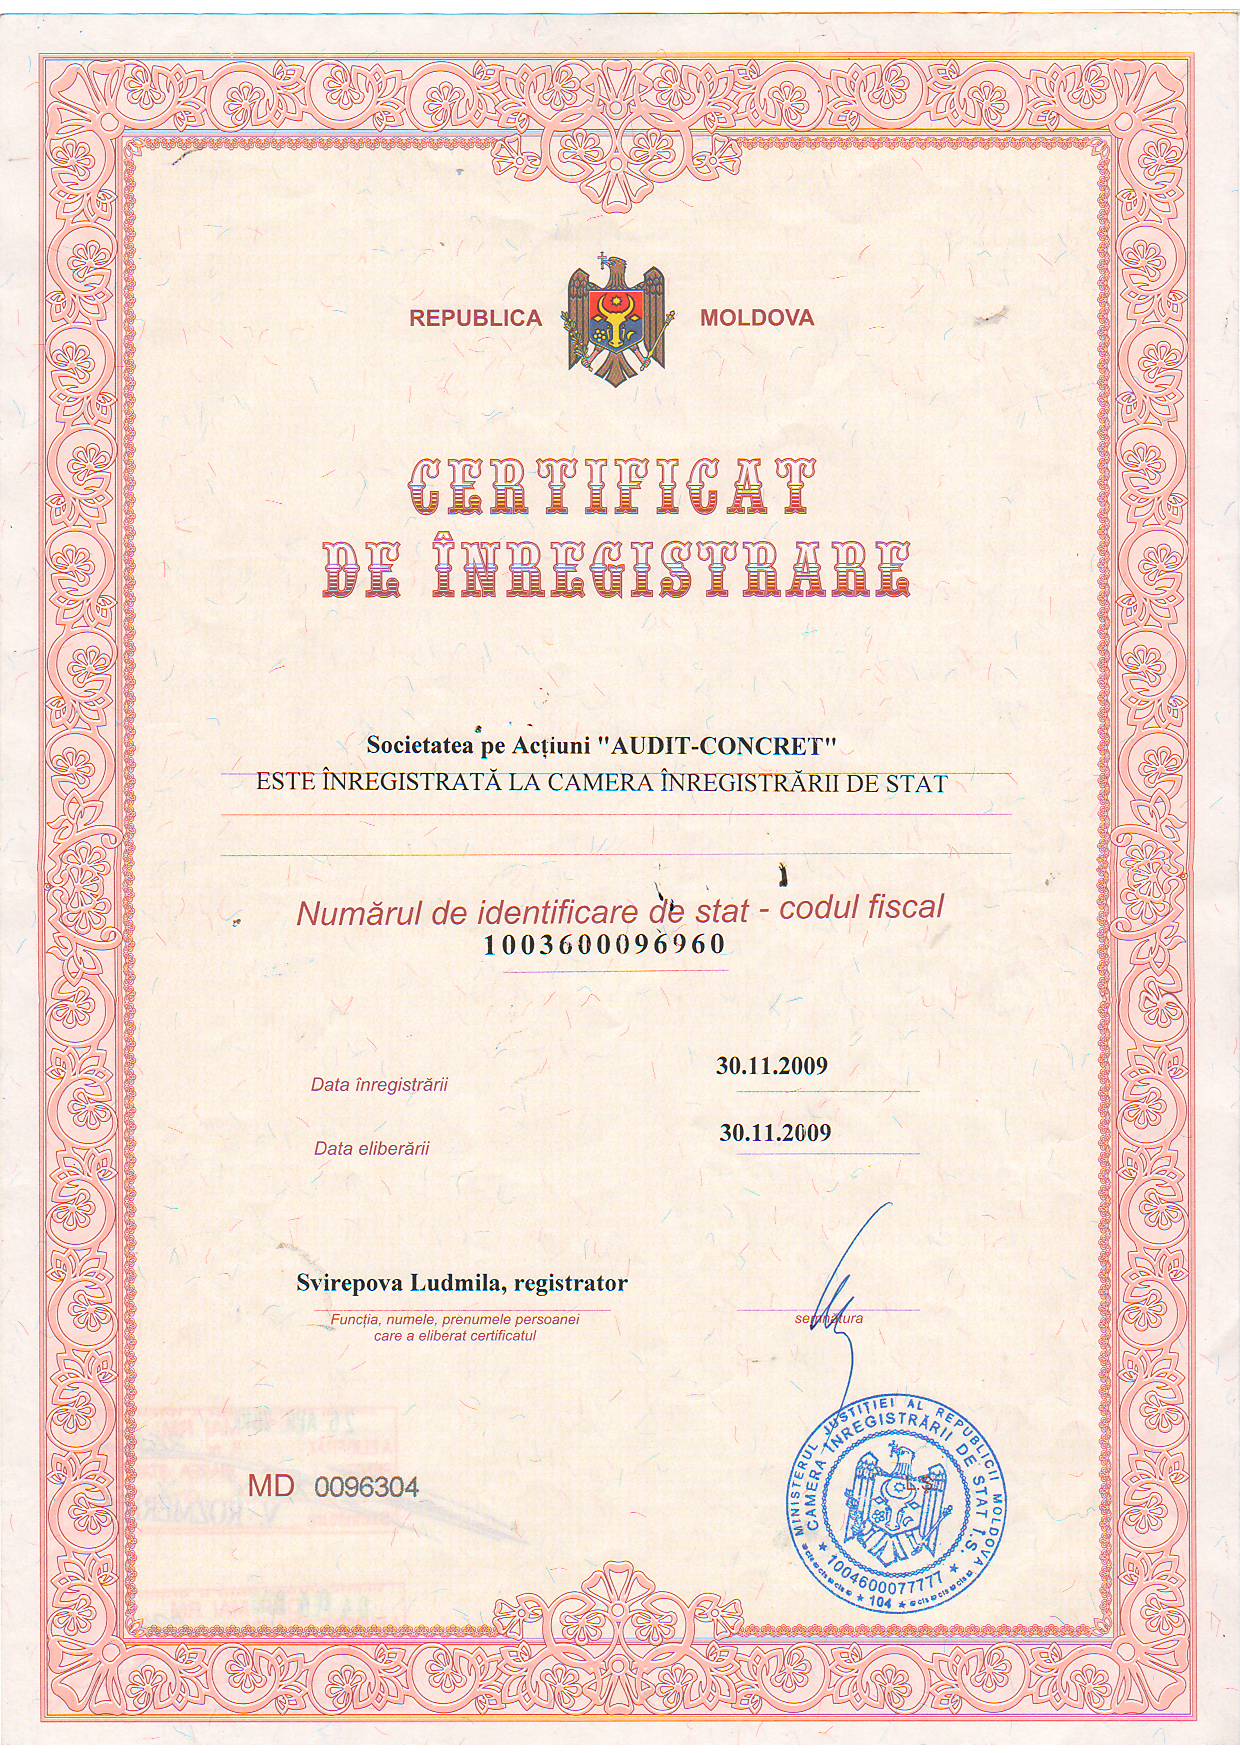 REPUBLICA MOLDOVA
CERTIFICAT
DE ÎNREGISTRARE
Societatea pe Acţiuni "AUDIT-CONCRET"
ESTE ÎNREGISTRATĂ LA CAMERA ÎNREGISTRĂRII DE STAT
Numărul de identificare de stat - codul fiscal
1003600096960
30.11.2009
Data înregistrării
30.11.2009
Data eliberării
Svirepova Ludmila, registrator
Funcţia, numele, prenumele persoanei
care a eliberat certificatul
semnătura
MD 0096304
L.S.
MINISTERUL JUSTIŢIEI AL REPUBLICII MOLDOVA
CAMERA ÎNREGISTRĂRII DE STAT I.S.
★ 1004600077777 ★
★ 104 ★